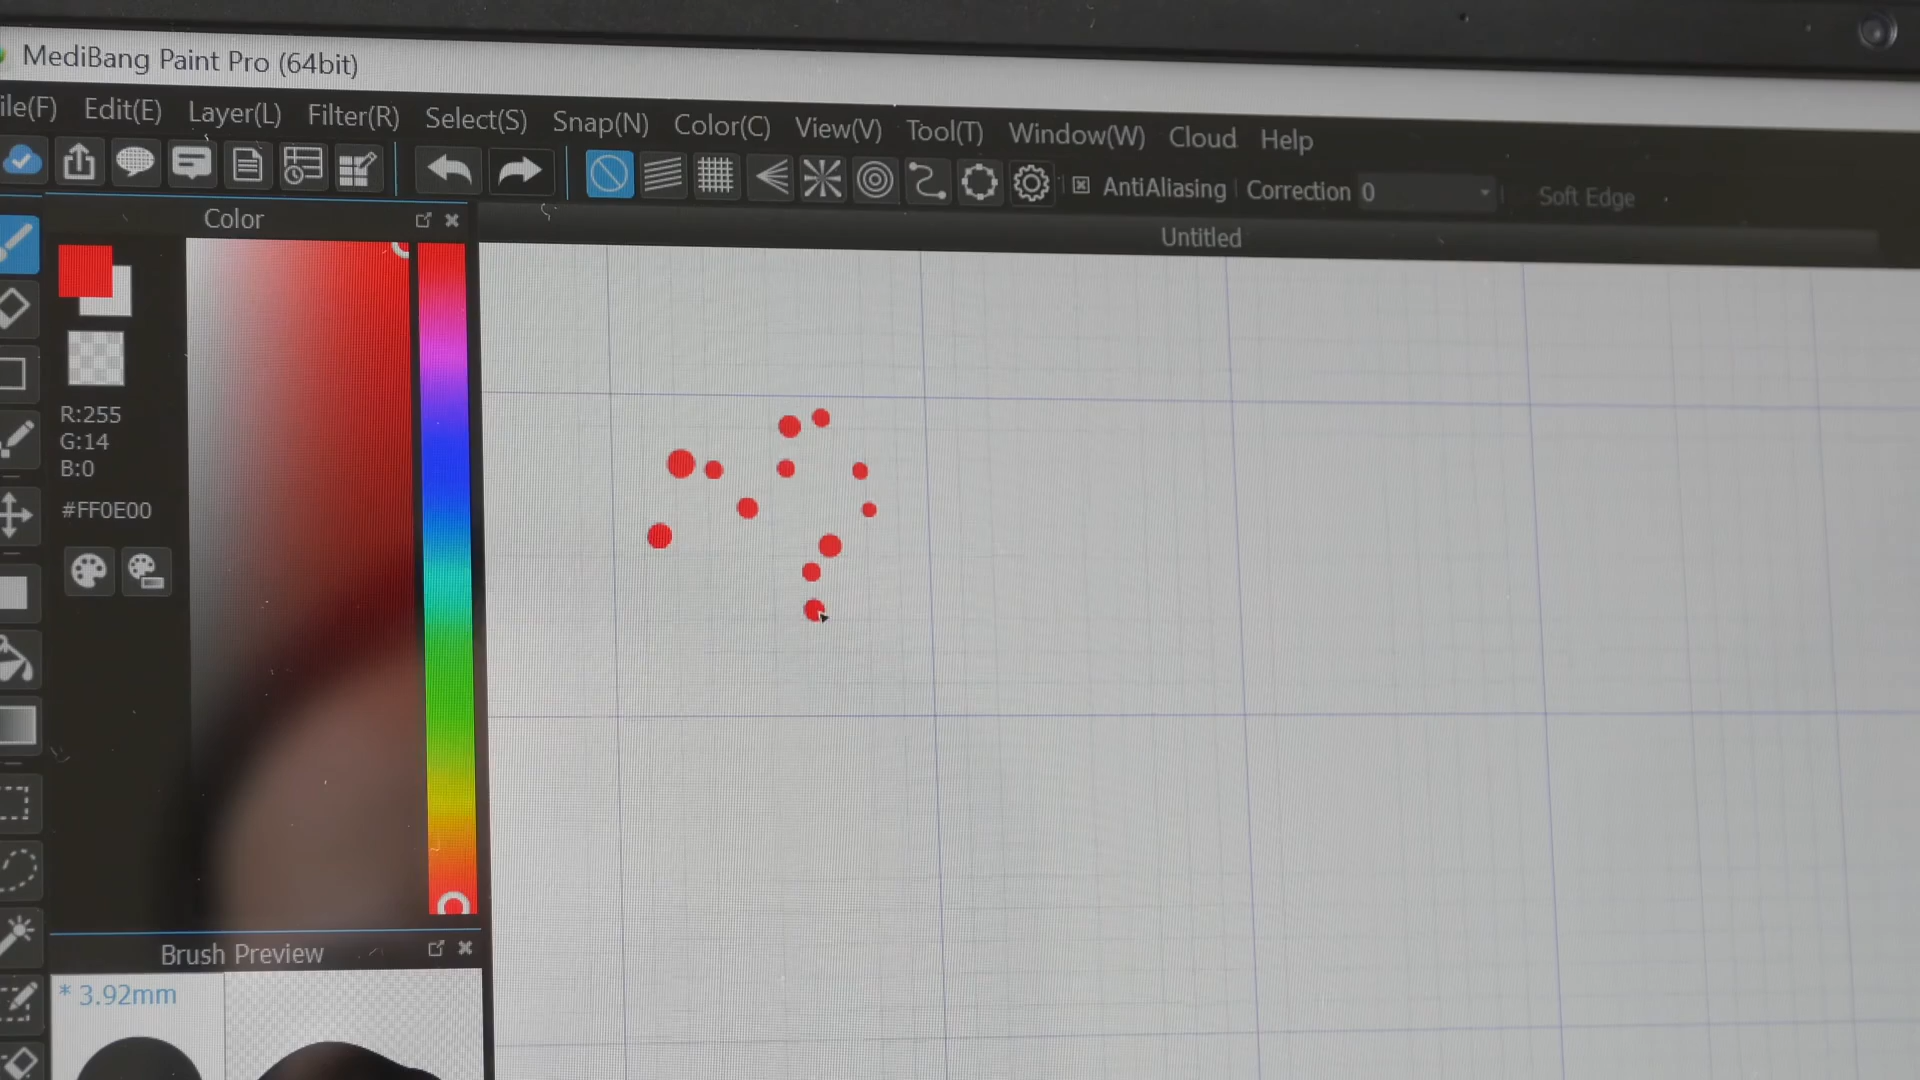 MediBang Paint Pro (64bit)
ile(F) Edit(E) Layer(L) Filter(R) Select(S) Snap(N) Color(C) View(V) Tool(T) Window(W) Cloud Help
AntiAliasing Correction 0 Soft Edge
Color
Untitled
R:255
G:14
B:0
#FF0E00
Brush Preview
* 3.92mm